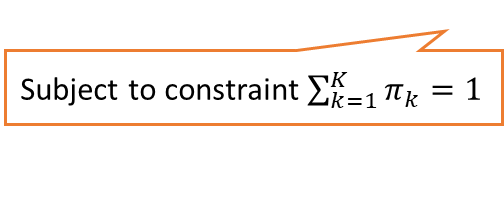 Subject to constraint ∑_{k=1}^{K} π_k = 1